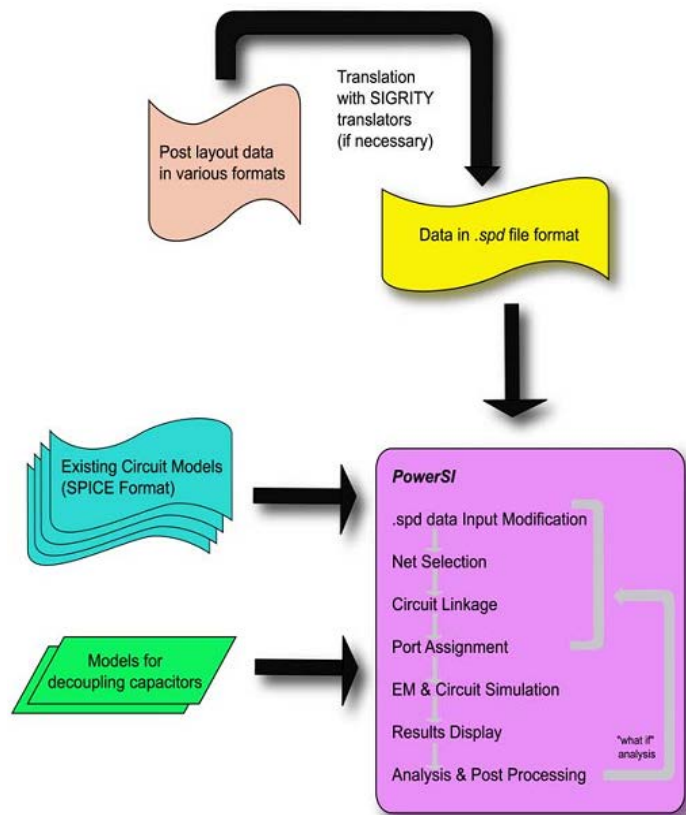 Translation
with SIGRITY
translators
(if necessary)
Post layout data
in various formats
Data in .spd file format
Existing Circuit Models
(SPICE Format)
Models for
decoupling capacitors
PowerSI
.spd data Input Modification
Net Selection
Circuit Linkage
Port Assignment
EM & Circuit Simulation
Results Display
Analysis & Post Processing
"what if"
analysis